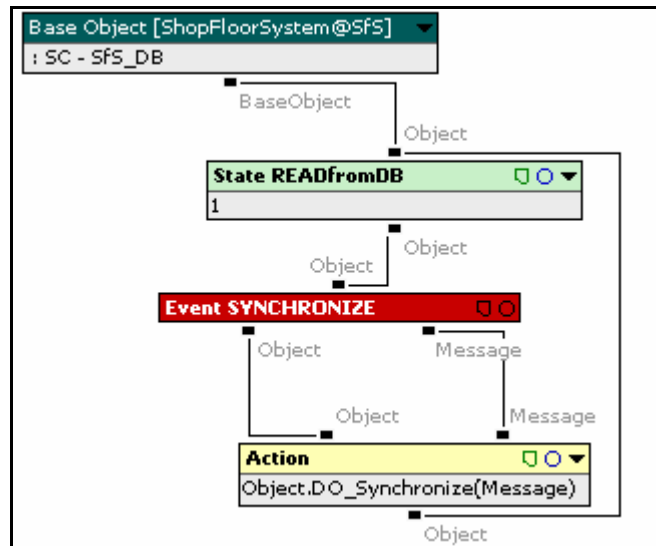 Base Object [ShopFloorSystem@SfS]
: SC - SfS_DB
BaseObject
Object
State READfromDB
1
Object
Object
Event SYNCHRONIZE
Object
Message
Object
Message
Action
Object.DO_Synchronize(Message)
Object